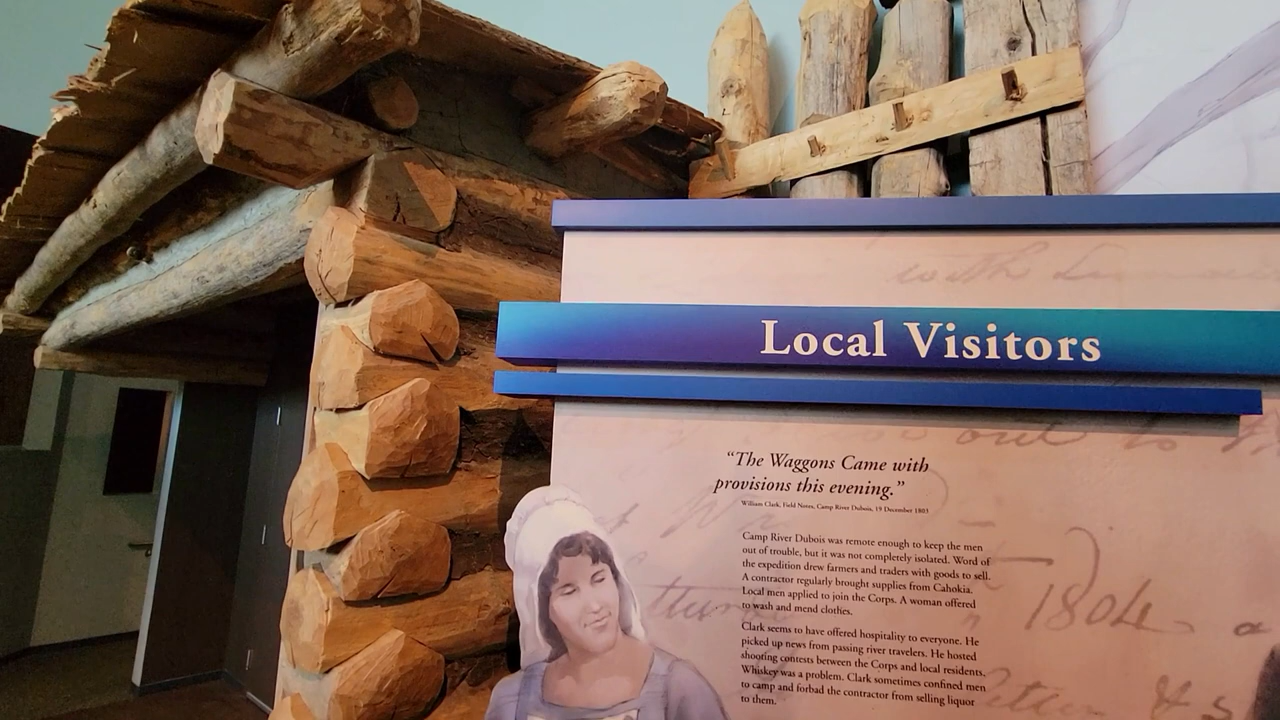 with
Local Visitors
out to
“The Waggons Came with
provisions this evening.”
William Clark, Field Notes, Camp River Dubois, 19 December 1803
Camp River Dubois was remote enough to keep the men
out of trouble, but it was not completely isolated. Word of
the expedition drew farmers and traders with goods to sell.
A contractor regularly brought supplies from Cahokia.
Local men applied to join the Corps. A woman offered
to wash and mend clothes.
1804
Clark seems to have offered hospitality to everyone. He
picked up news from passing river travelers. He hosted
shooting contests between the Corps and local residents.
Whiskey was a problem. Clark sometimes confined men
to camp and forbad the contractor from selling liquor
to them.